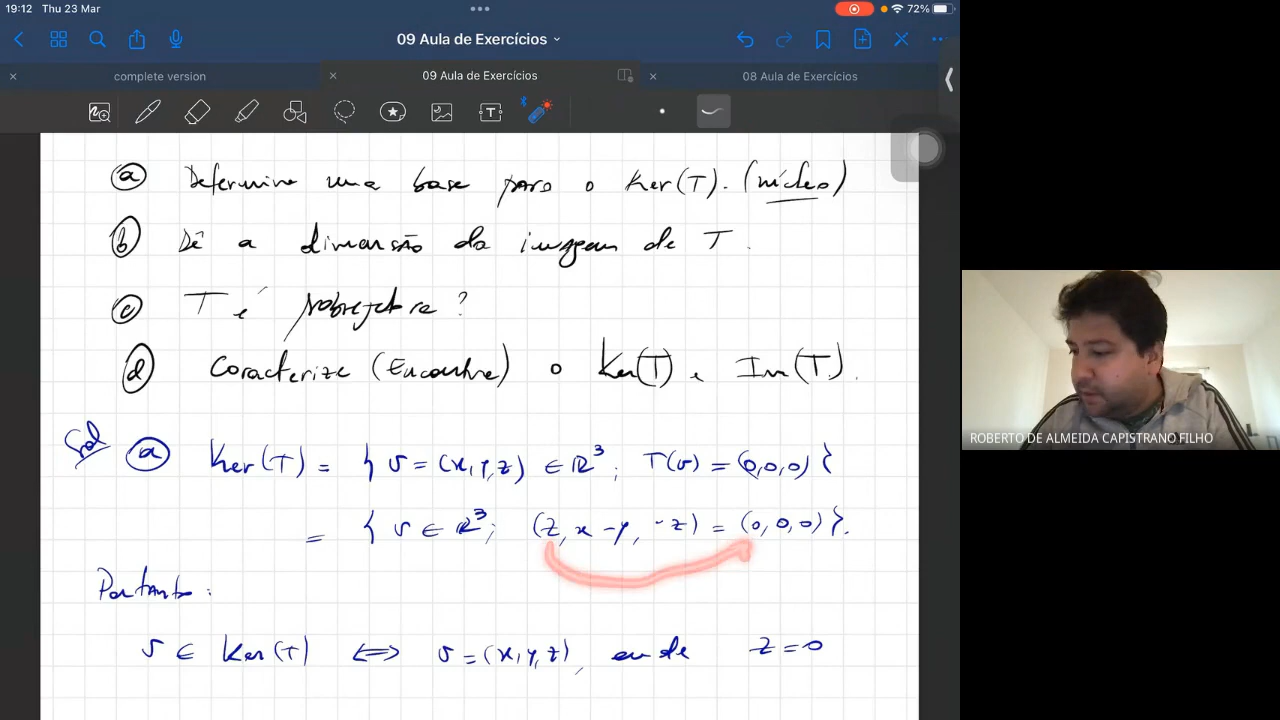 19:12 Thu 23 Mar
72%
09 Aula de Exercícios
complete version
09 Aula de Exercícios
08 Aula de Exercícios
(a) Determine uma base para o Ker(T). (núcleo)
(b) Dê a dimensão da imagem de T.
(c) T é sobrejetora?
(d) Caracterize (Encontre) o Ker(T) e Im(T).
Sol (a) Ker(T) = { v = (x, y, z) ∈ ℝ³ ; T(v) = (0,0,0) }
= { v ∈ ℝ³ ; (z, x - y, -z) = (0, 0, 0) }.
Portanto:
v ∈ Ker(T) ⟺ v = (x, y, z), onde z = 0
ROBERTO DE ALMEIDA CAPISTRANO FILHO